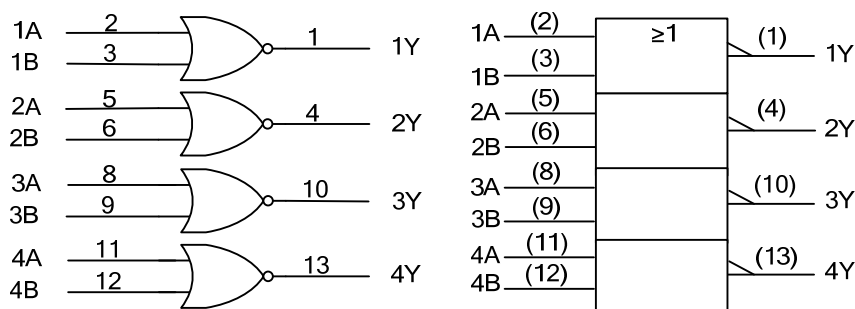 1A 2 1 1Y
1B 3
2A 5 4 2Y
2B 6
3A 8 10 3Y
3B 9
4A 11 13 4Y
4B 12
1A (2) ≥1 (1) 1Y
1B (3)
2A (5) (4) 2Y
2B (6)
3A (8) (10) 3Y
3B (9)
4A (11) (13) 4Y
4B (12)